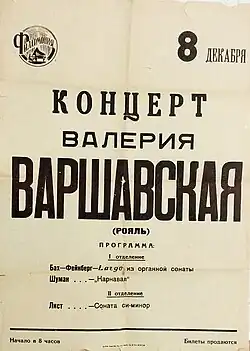 Филармония
8 ДЕКАБРЯ
КОНЦЕРТ
ВАЛЕРИЯ
ВАРШАВСКАЯ
(РОЯЛЬ)
ПРОГРАММА:
I отделение
Бах—Фейнберг—Largo из органной сонаты
Шуман . . . —„Карнавал"
II отделение
Лист . . . —Соната си-минор
Начало в 8 часов
Билеты продаются